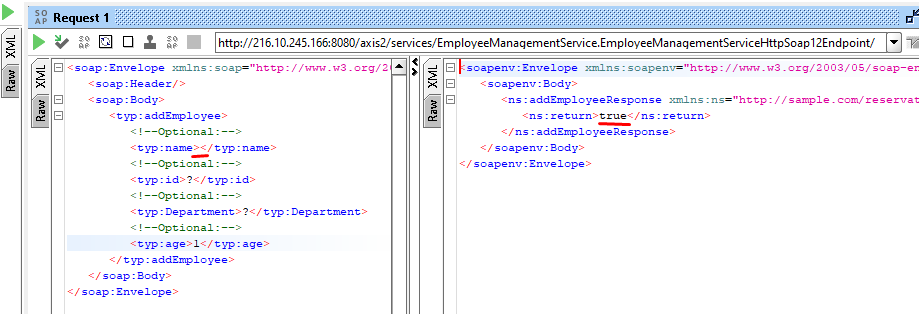 SO AP Request 1
http://216.10.245.166:8080/axis2/services/EmployeeManagementService.EmployeeManagementServiceHttpSoap12Endpoint/
XML
Raw
XML
Raw
<soap:Envelope xmlns:soap="http://www.w3.org/20
<soap:Header/>
<soap:Body>
<typ:addEmployee>
<!--Optional:-->
<typ:name></typ:name>
<!--Optional:-->
<typ:id>?</typ:id>
<!--Optional:-->
<typ:Department>?</typ:Department>
<!--Optional:-->
<typ:age>1</typ:age>
</typ:addEmployee>
</soap:Body>
</soap:Envelope>
XML
Raw
<soapenv:Envelope xmlns:soapenv="http://www.w3.org/2003/05/soap-en
<soapenv:Body>
<ns:addEmployeeResponse xmlns:ns="http://sample.com/reservat
<ns:return>true</ns:return>
</ns:addEmployeeResponse>
</soapenv:Body>
</soapenv:Envelope>